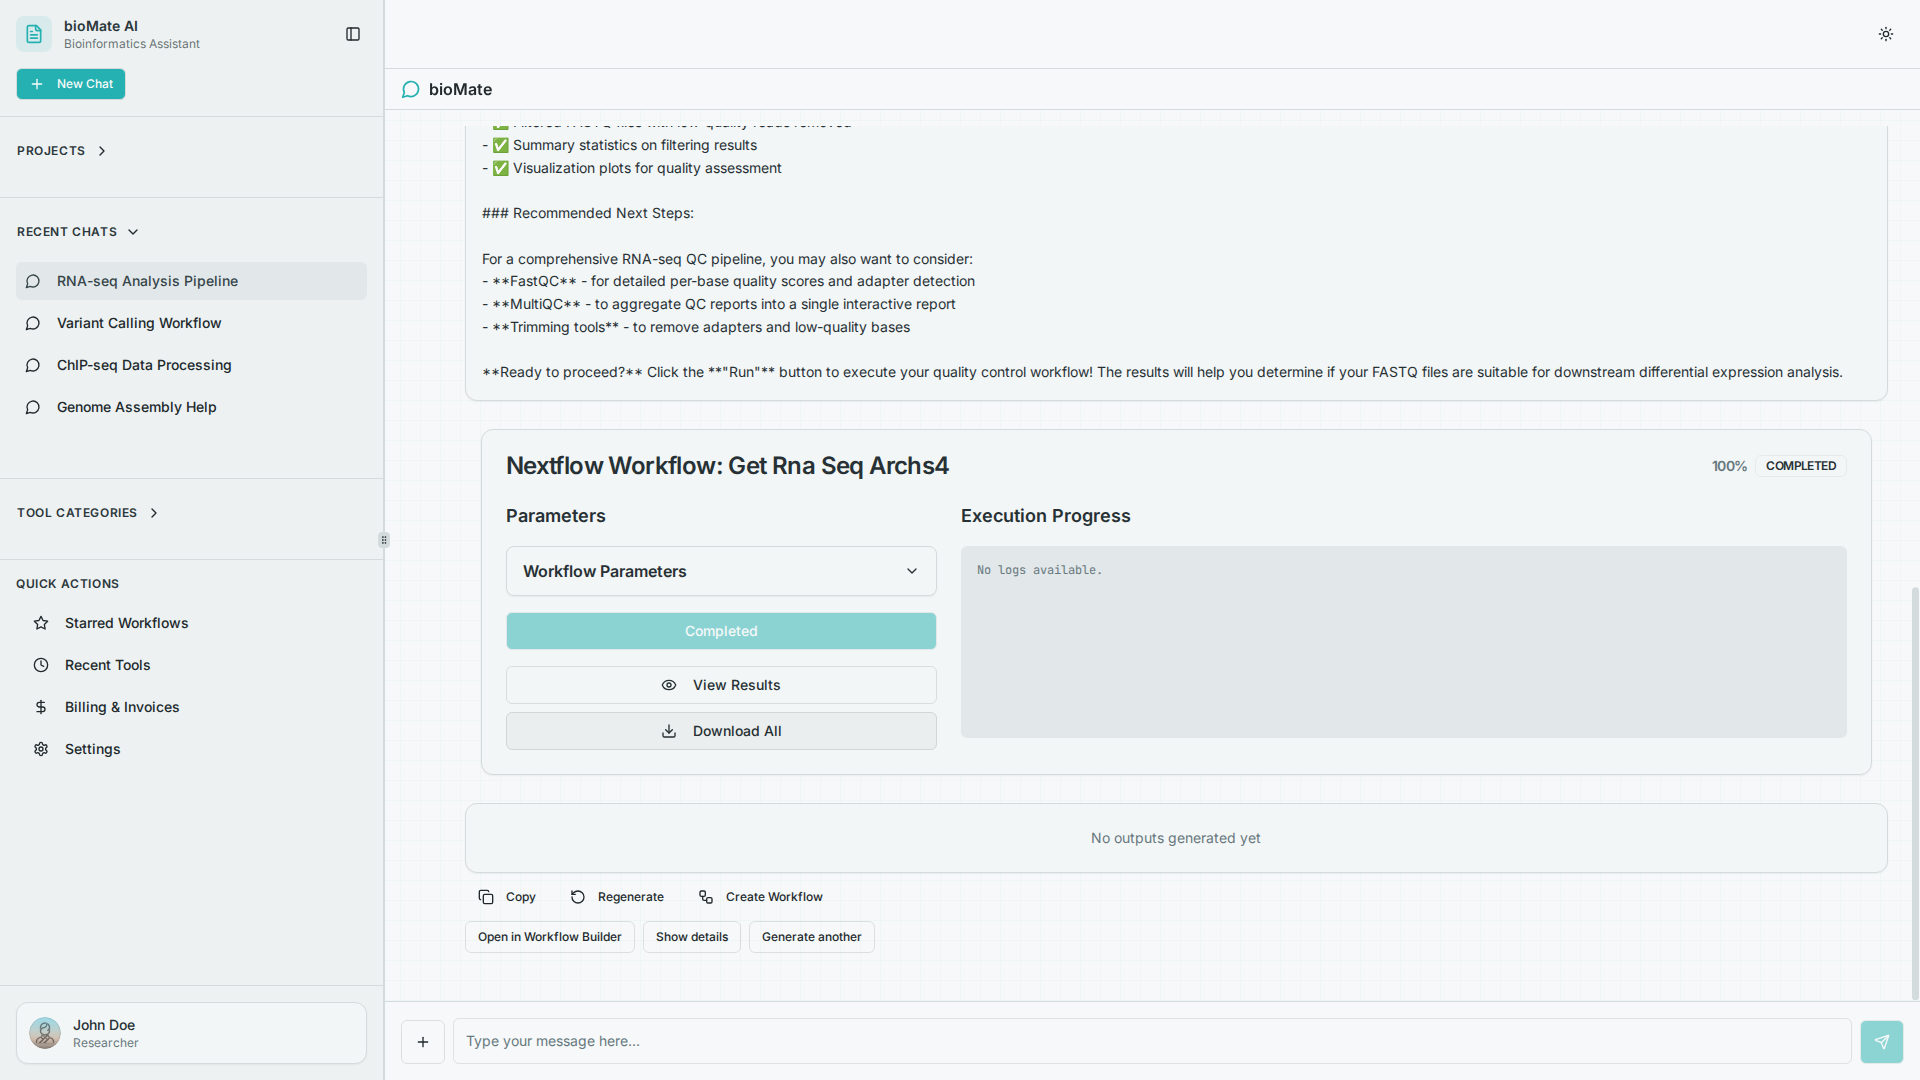 bioMate AI
Bioinformatics Assistant
New Chat
PROJECTS
RECENT CHATS
RNA-seq Analysis Pipeline
Variant Calling Workflow
ChIP-seq Data Processing
Genome Assembly Help
TOOL CATEGORIES
QUICK ACTIONS
Starred Workflows
Recent Tools
Billing & Invoices
Settings
John Doe
Researcher
bioMate
- ✅ Summary statistics on filtering results
- ✅ Visualization plots for quality assessment
### Recommended Next Steps:
For a comprehensive RNA-seq QC pipeline, you may also want to consider:
- **FastQC** - for detailed per-base quality scores and adapter detection
- **MultiQC** - to aggregate QC reports into a single interactive report
- **Trimming tools** - to remove adapters and low-quality bases
**Ready to proceed?** Click the **"Run"** button to execute your quality control workflow! The results will help you determine if your FASTQ files are suitable for downstream differential expression analysis.
Nextflow Workflow: Get Rna Seq Archs4
100% COMPLETED
Parameters
Workflow Parameters
Completed
View Results
Download All
Execution Progress
No logs available.
No outputs generated yet
Copy Regenerate Create Workflow
Open in Workflow Builder Show details Generate another
Type your message here...